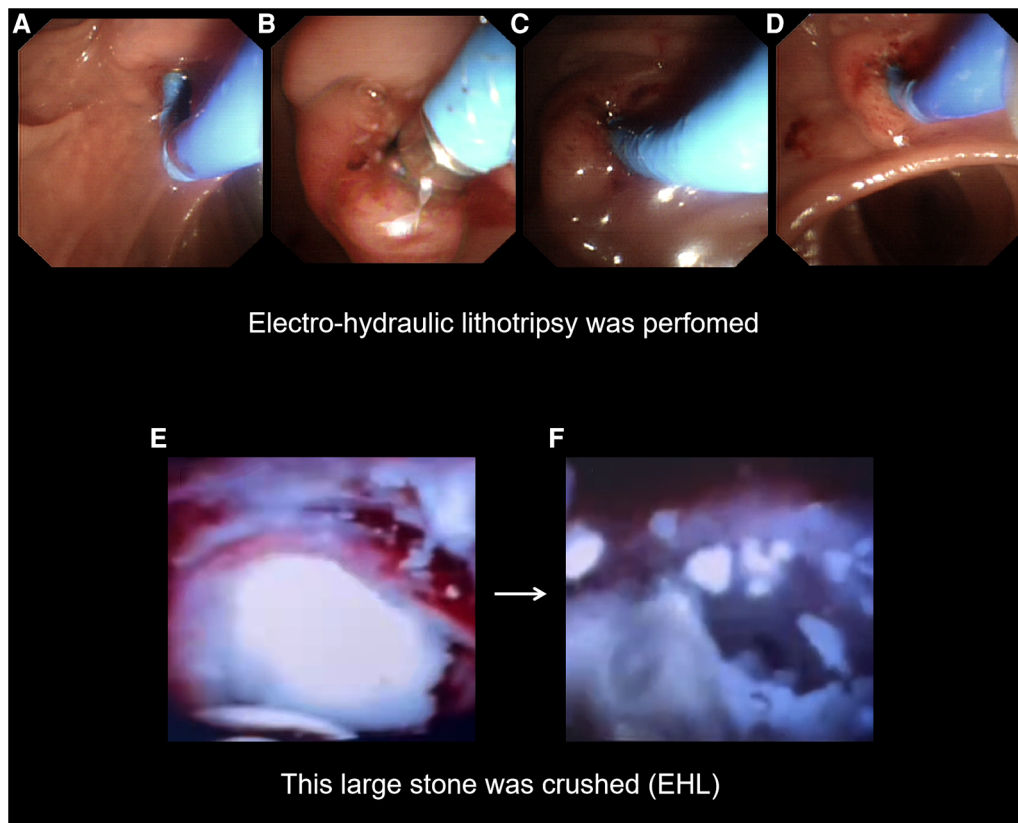 A B C D
Electro-hydraulic lithotripsy was perfomed
E F
This large stone was crushed (EHL)